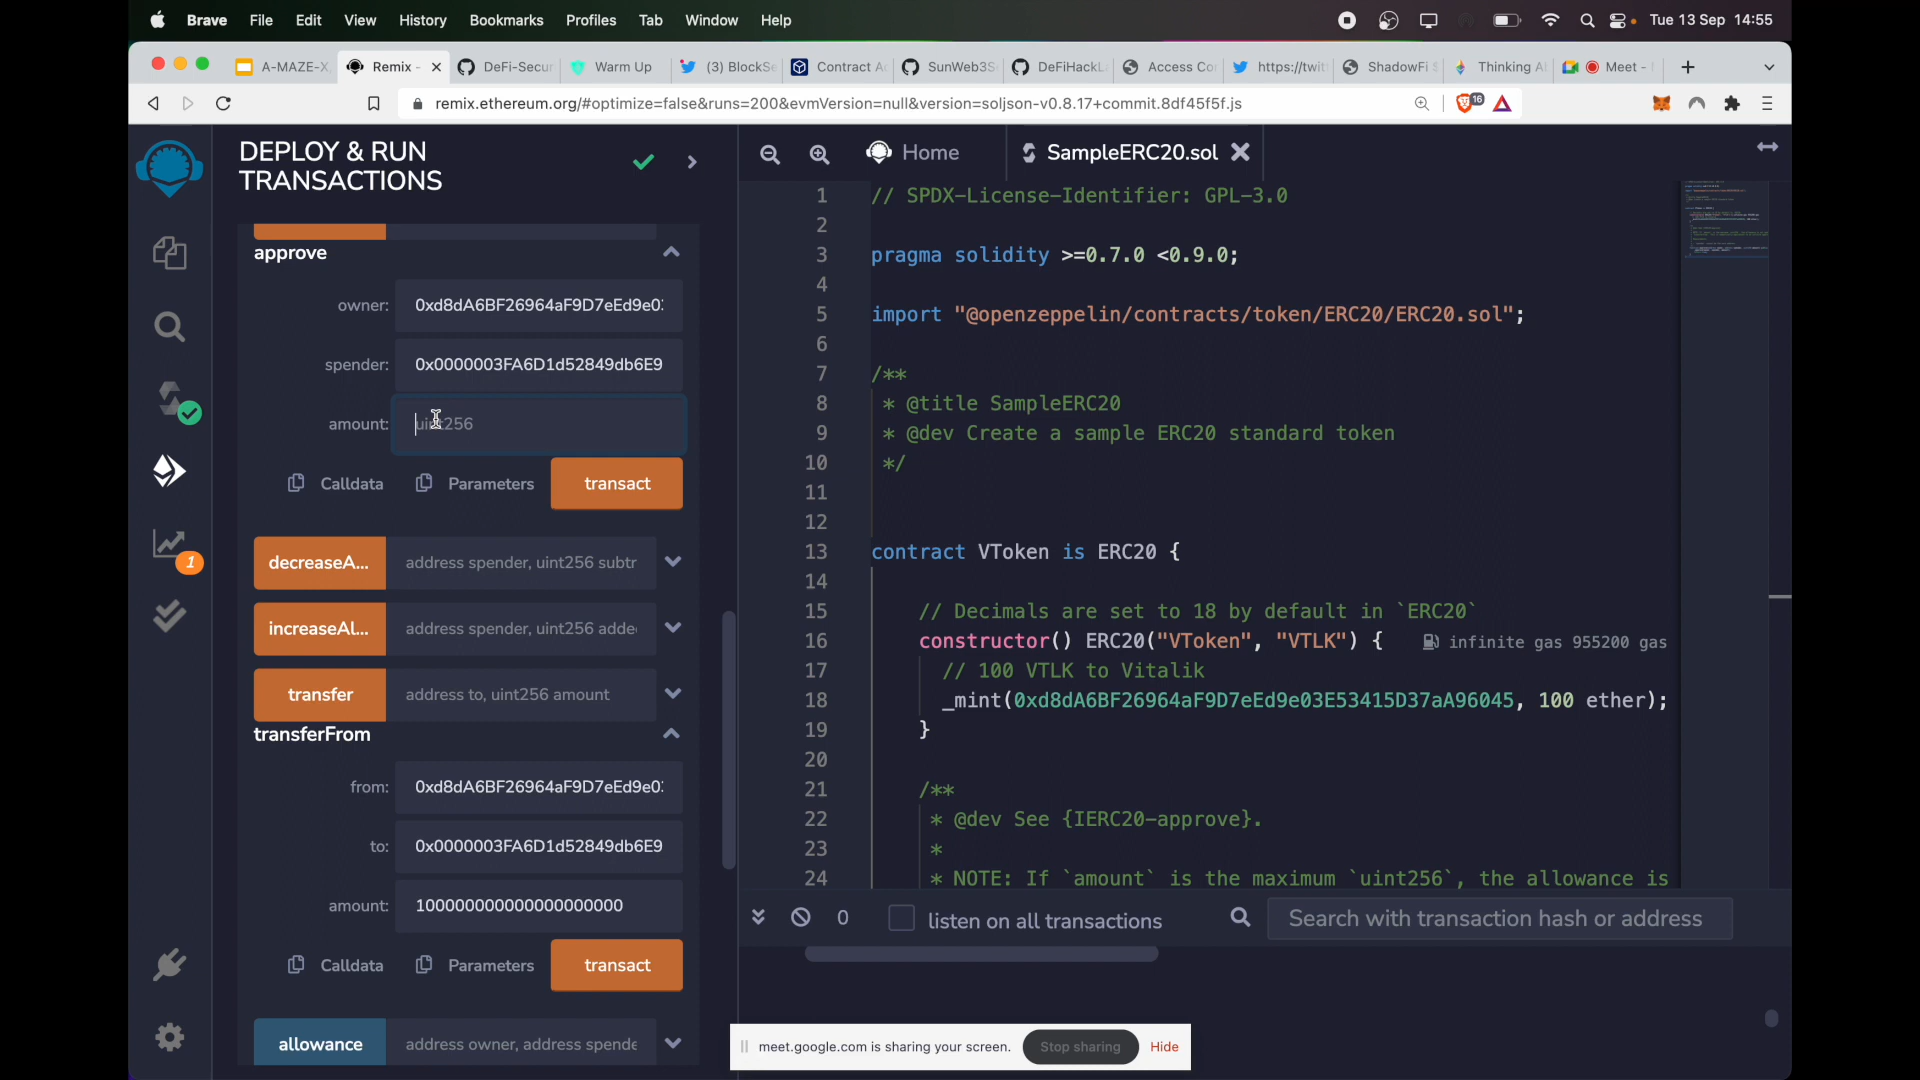 Brave File Edit View History Bookmarks Profiles Tab Window Help Tue 13 Sep 14:55
A-MAZE-X Remix - DeFi-Secur Warm Up (3) BlockSe Contract A SunWeb3S DeFiHackL Access Co https://twit ShadowFi S Thinking A Meet -
remix.ethereum.org/#optimize=false&runs=200&evmVersion=null&version=soljson-v0.8.17+commit.8df45f5f.js 16
DEPLOY & RUN
TRANSACTIONS
approve
owner: 0xd8dA6BF26964aF9D7eEd9e0
spender: 0x0000003FA6D1d52849db6E9
amount: uint256
Calldata Parameters transact
decreaseA... address spender, uint256 subtr
increaseAl... address spender, uint256 adde
transfer address to, uint256 amount
transferFrom
from: 0xd8dA6BF26964aF9D7eEd9e0
to: 0x0000003FA6D1d52849db6E9
amount: 100000000000000000000
Calldata Parameters transact
allowance address owner, address spende
1
Home SampleERC20.sol
1 // SPDX-License-Identifier: GPL-3.0
2
3 pragma solidity >=0.7.0 <0.9.0;
4
5 import "@openzeppelin/contracts/token/ERC20/ERC20.sol";
6
7 /**
8 * @title SampleERC20
9 * @dev Create a sample ERC20 standard token
10 */
11
12
13 contract VToken is ERC20 {
14
15 // Decimals are set to 18 by default in `ERC20`
16 constructor() ERC20("VToken", "VTLK") { infinite gas 955200 gas
17 // 100 VTLK to Vitalik
18 _mint(0xd8dA6BF26964aF9D7eEd9e03E53415D37aA96045, 100 ether);
19 }
20
21 /**
22 * @dev See {IERC20-approve}.
23 *
24 * NOTE: If `amount` is the maximum `uint256`, the allowance is
0 listen on all transactions Search with transaction hash or address
meet.google.com is sharing your screen. Stop sharing Hide